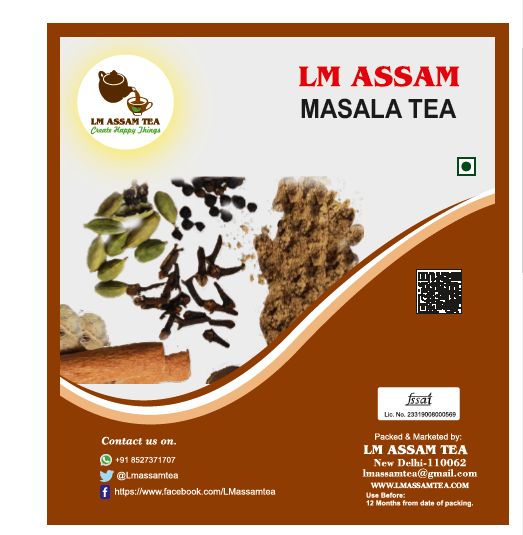 LM ASSAM
MASALA TEA
LM ASSAM TEA
Create Happy Things
fssai
Lic. No. 23319008000569
Contact us on.
+91 8527371707
@Lmassamtea
https://www.facebook.com/LMassamtea
Packed & Marketed by:
LM ASSAM TEA
New Delhi-110062
lmassamtea@gmail.com
WWW.LMASSAMTEA.COM
Use Before:
12 Months from date of packing.